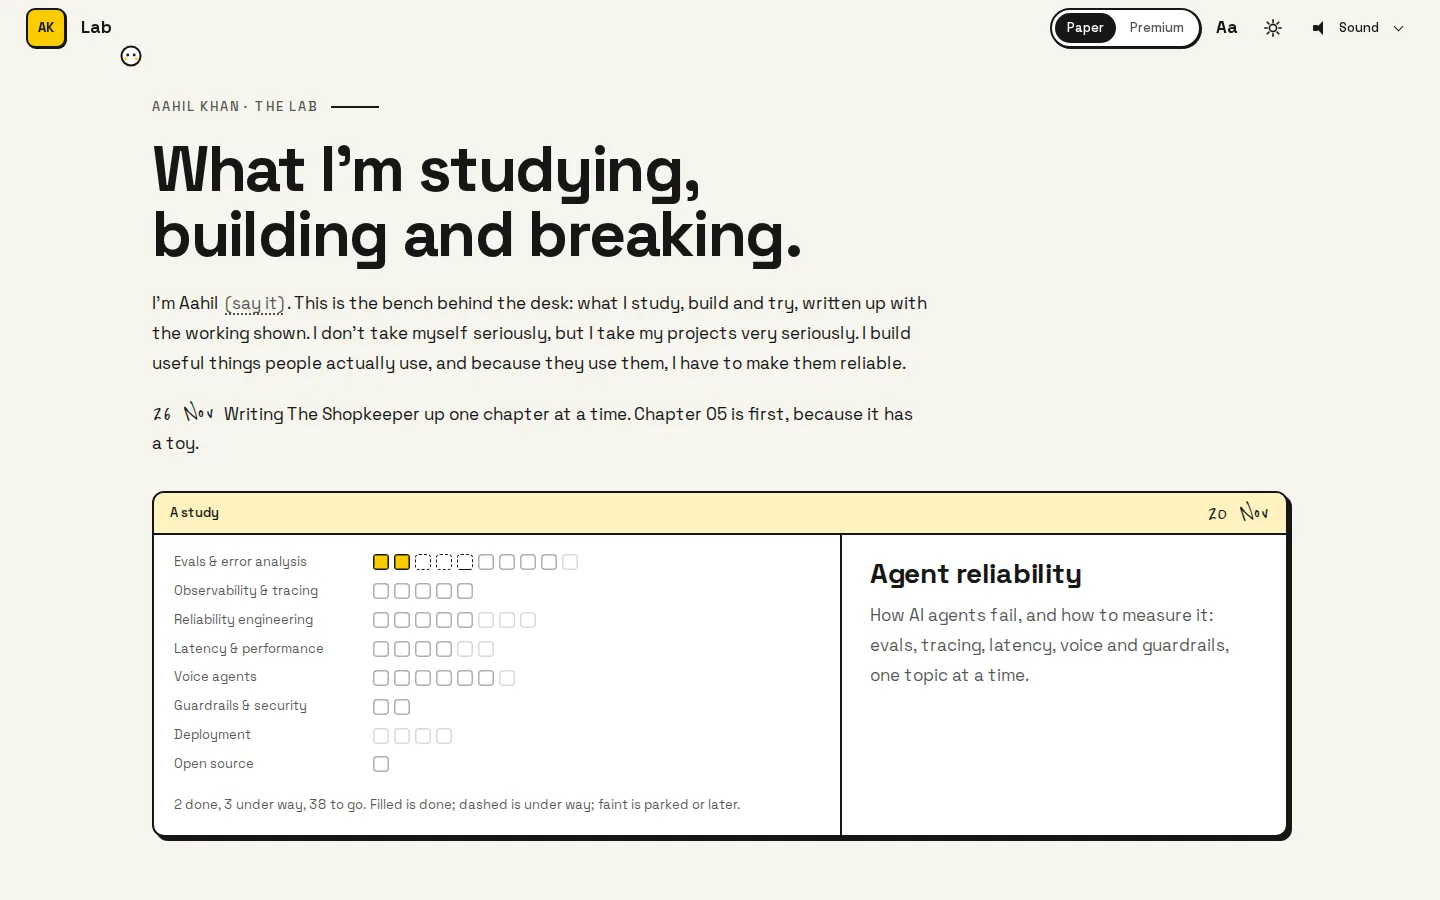 AK
Lab
Paper
Premium
Aa
Sound
AAHIL KHAN · THE LAB
What I’m studying,
building and breaking.
I’m Aahil (say it). This is the bench behind the desk: what I study, build and try, written up with
the working shown. I don’t take myself seriously, but I take my projects very seriously. I build
useful things people actually use, and because they use them, I have to make them reliable.
26 Nov Writing The Shopkeeper up one chapter at a time. Chapter 05 is first, because it has
a toy.
A study
20 Nov
Evals & error analysis
Observability & tracing
Reliability engineering
Latency & performance
Voice agents
Guardrails & security
Deployment
Open source
2 done, 3 under way, 38 to go. Filled is done; dashed is under way; faint is parked or later.
Agent reliability
How AI agents fail, and how to measure it:
evals, tracing, latency, voice and guardrails,
one topic at a time.